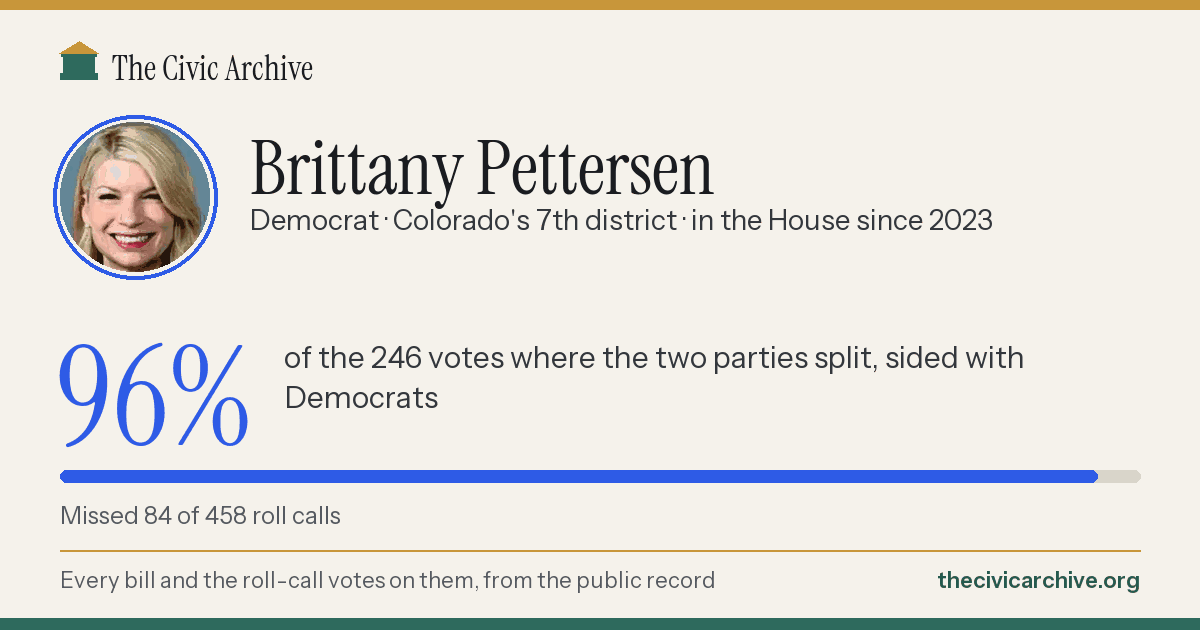 The Civic Archive
Brittany Pettersen
Democrat · Colorado's 7th district · in the House since 2023
96%
of the 246 votes where the two parties split, sided with
Democrats
Missed 84 of 458 roll calls
Every bill and the roll-call votes on them, from the public record
thecivicarchive.org